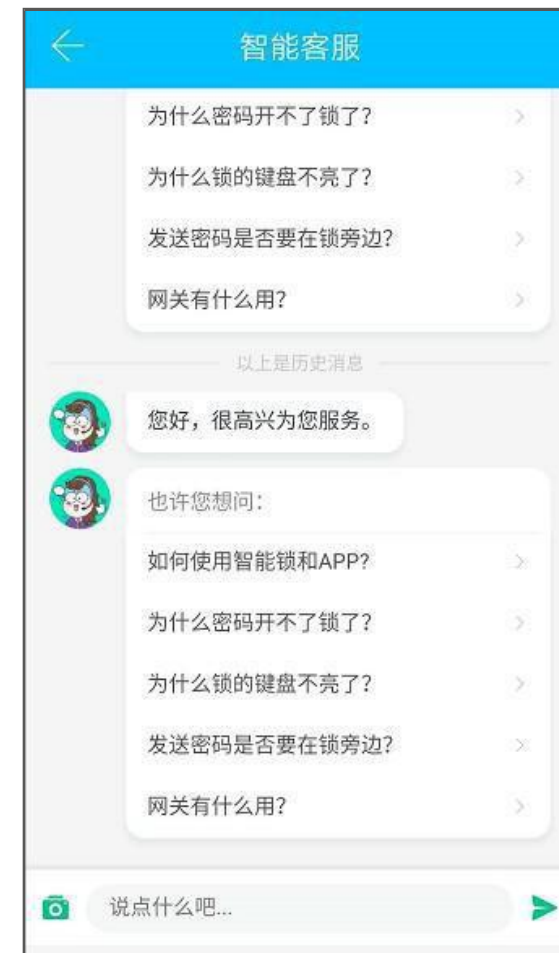 智能客服
为什么密码开不了锁了?
为什么锁的键盘不亮了?
发送密码是否要在锁旁边?
网关有什么用?
以上是历史消息
您好，很高兴为您服务。
也许您想问：
如何使用智能锁和APP?
为什么密码开不了锁了?
为什么锁的键盘不亮了?
发送密码是否要在锁旁边?
网关有什么用?
说点什么吧...